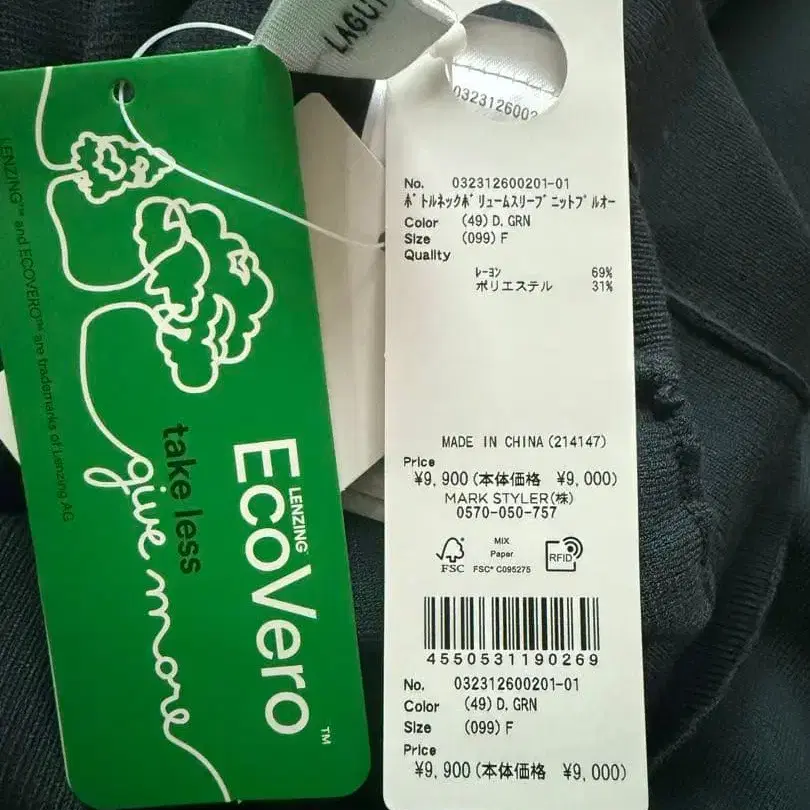 LAGU
032312600
LENZING™ and ECOVERO™ are trademarks of Lenzing AG
take less
give more
LENZING™
EcoVero™
No. 032312600201-01
ﾎﾞﾄﾙネックﾎﾞﾘｭームスリーﾌﾞニットﾌﾟルオー
Color (49) D.GRN
Size (099) F
Quality
ﾚｰﾖﾝ 69%
ポリエステル 31%
MADE IN CHINA (214147)
Price
¥9,900 (本体価格 ¥9,000)
MARK STYLER(株)
0570-050-757
FSC
MIX
Paper
FSC® C095275
RFID
4550531190269
No. 032312600201-01
Color (49) D.GRN
Size (099) F
Price
¥9,900 (本体価格 ¥9,000)